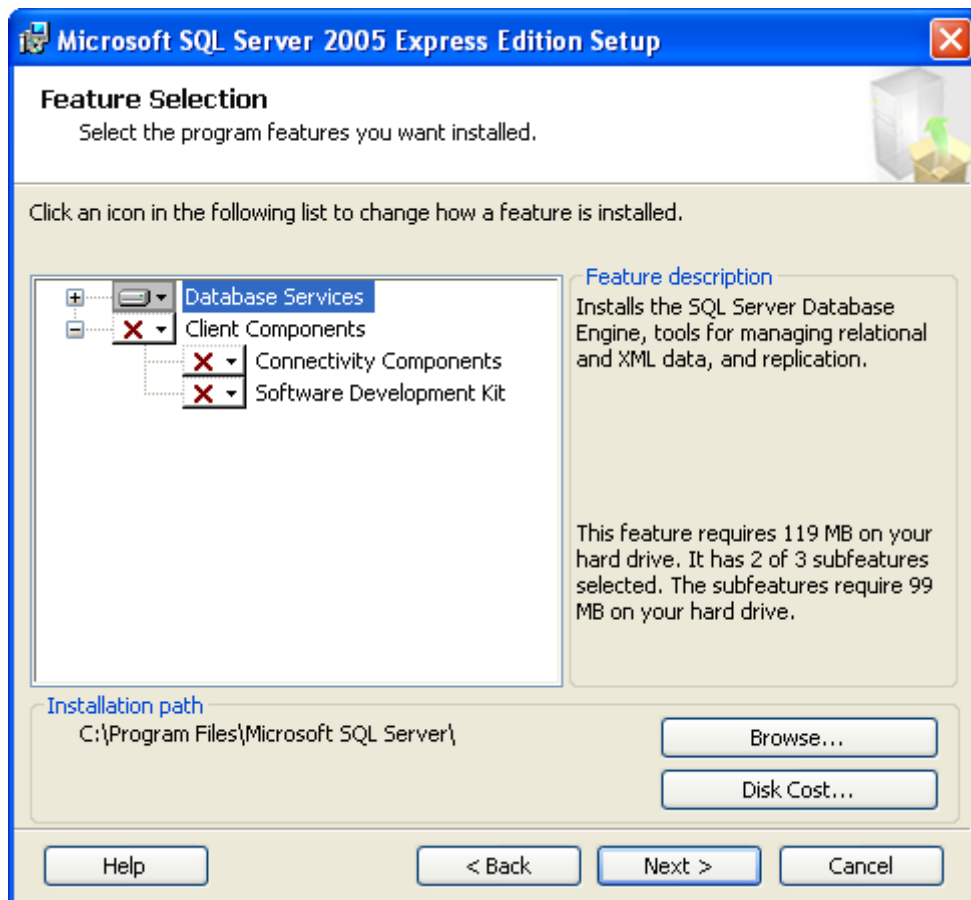 Microsoft SQL Server 2005 Express Edition Setup
Feature Selection
Select the program features you want installed.
Click an icon in the following list to change how a feature is installed.
Database Services
Client Components
Connectivity Components
Software Development Kit
Feature description
Installs the SQL Server Database
Engine, tools for managing relational
and XML data, and replication.
This feature requires 119 MB on your
hard drive. It has 2 of 3 subfeatures
selected. The subfeatures require 99
MB on your hard drive.
Installation path
C:\Program Files\Microsoft SQL Server\
Browse...
Disk Cost...
Help
< Back
Next >
Cancel